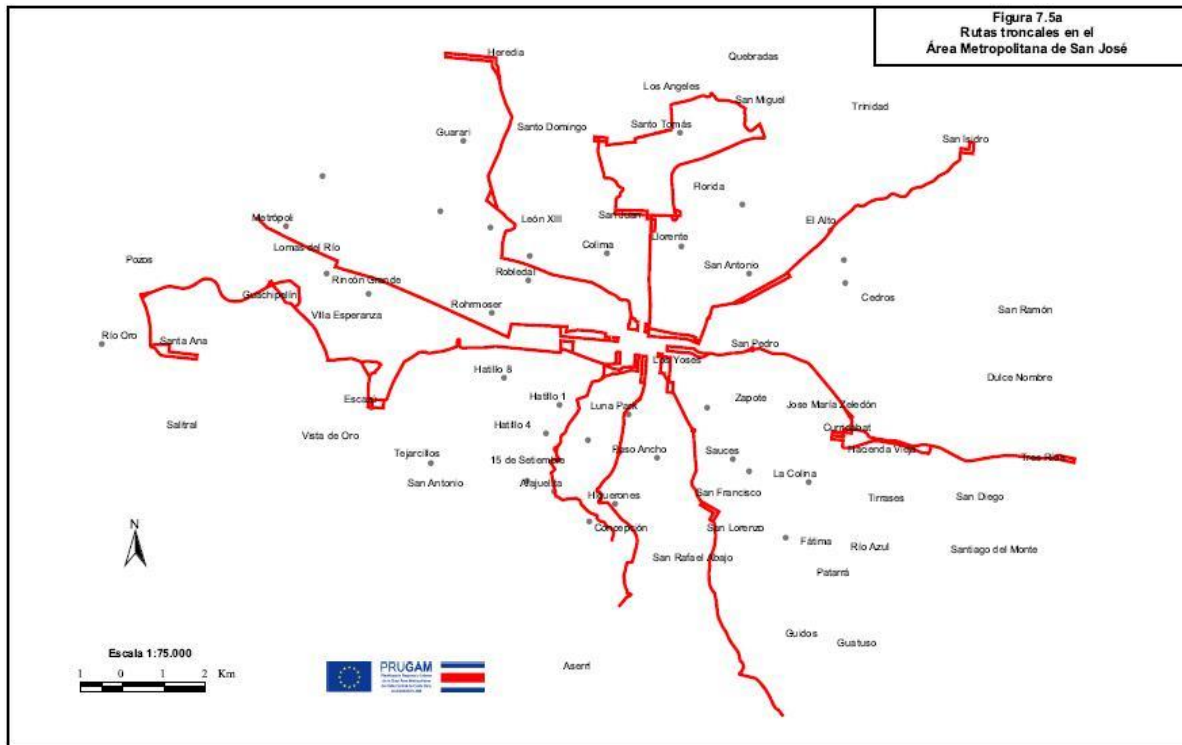 Figura 7.5a
Rutas troncales en el
Área Metropolitana de San José
Heredia
Quebradas
Los Angeles
San Miguel
Trinidad
Santo Domingo
Santo Tomás
Guarari
San Isidro
Florida
Metrópoli
León XIII
San Juan
El Alto
Llorente
Colima
Lomas del Río
Pozos
Robledal
San Antonio
Rincón Grande
Guachipelín
Cedros
Rohrmoser
San Ramón
Villa Esperanza
Río Oro
Santa Ana
San Pedro
Los Yoses
Hatillo 8
Dulce Nombre
Escazú
Hatillo 1
Luna Park
Zapote
Jose María Zeledón
Salitral
Vista de Oro
Hatillo 4
Curridabat
Tejarcillos
15 de Setiembre
Paso Ancho
Sauces
Hacienda Vieja
Tres Ríos
San Antonio
Alajuelita
La Colina
Higuerones
San Francisco
Tirrases
San Diego
Concepción
San Lorenzo
N
Fátima
Río Azul
Santiago del Monte
San Rafael Abajo
Patarrá
Guidos
Guatuso
Escala 1:75.000
Aserrí
1 0 1 2 Km
PRUGAM